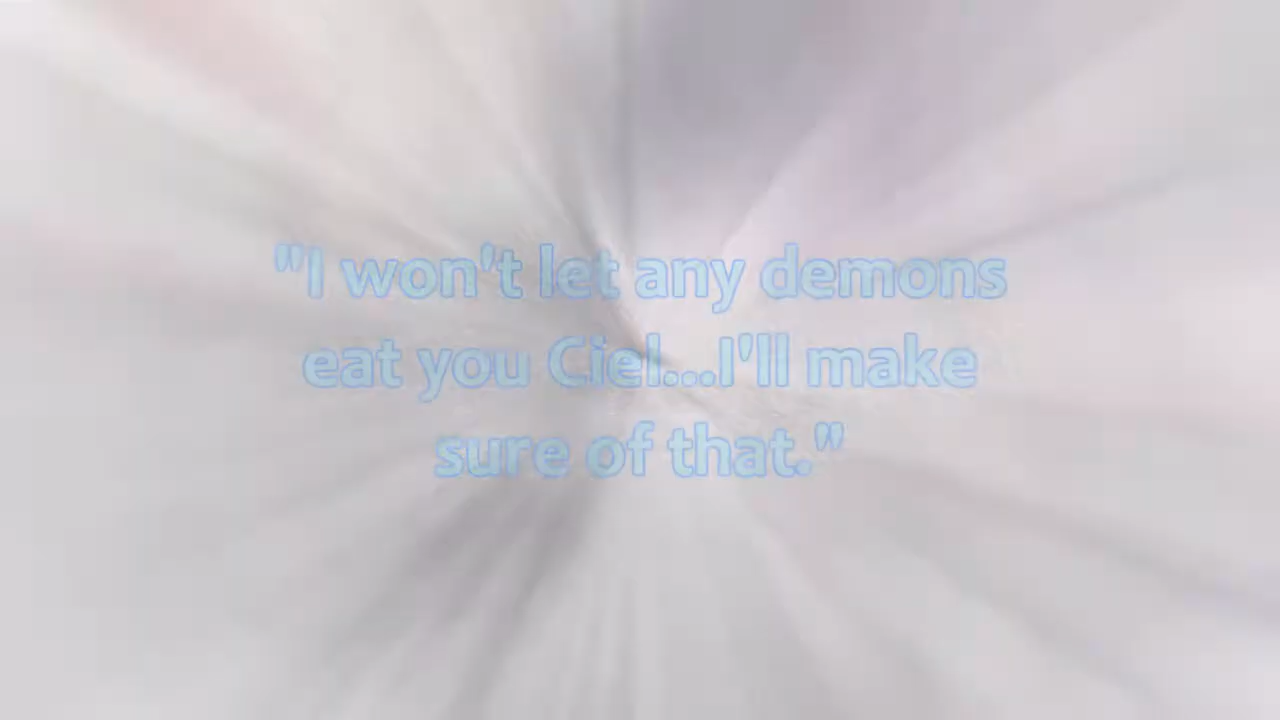 "I won't let any demons
eat you Ciel...I'll make
sure of that."